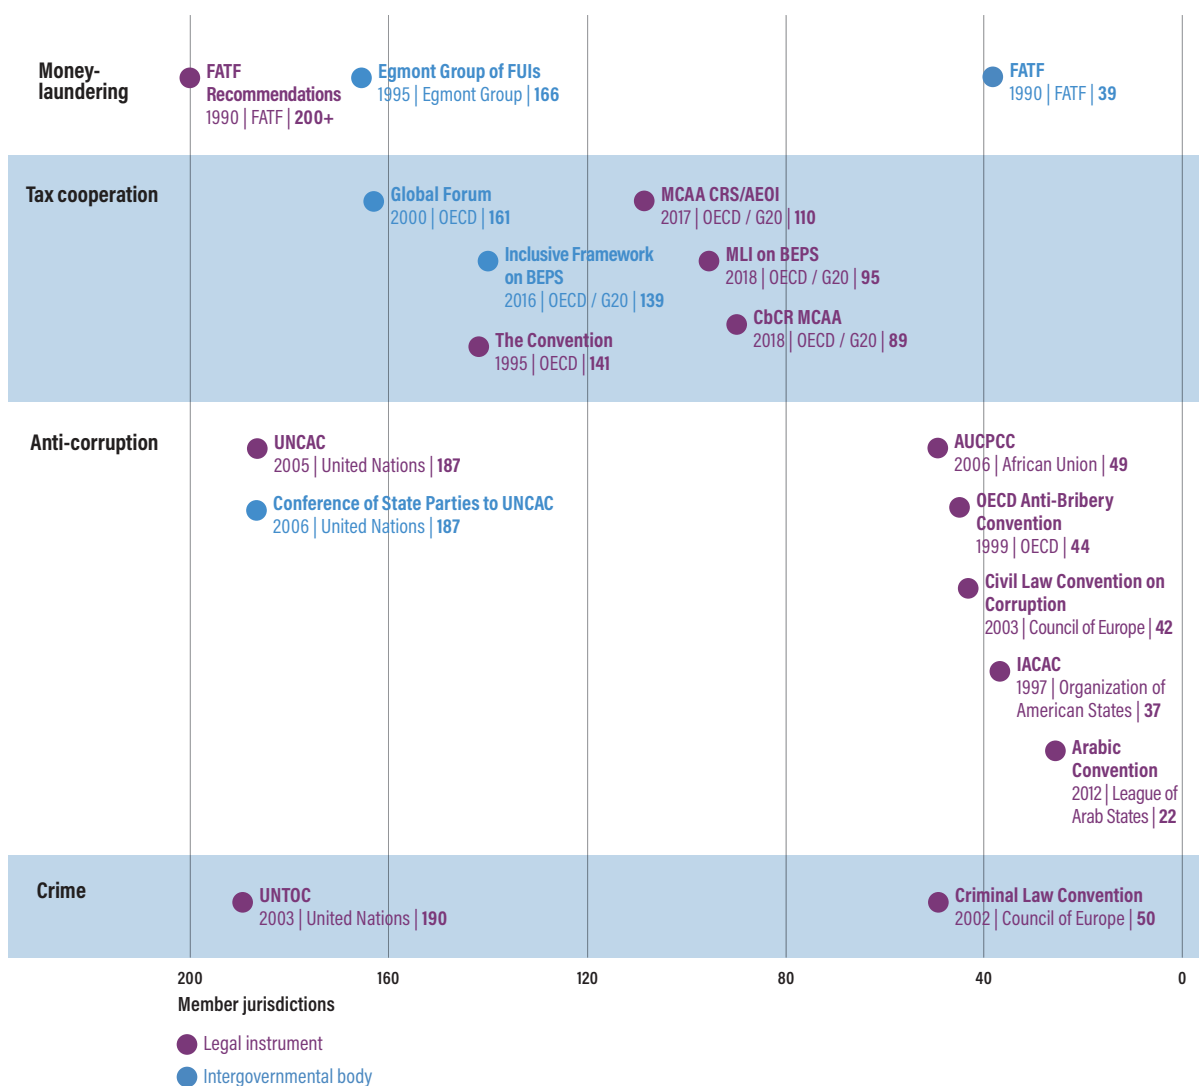 Money-
laundering
FATF
Recommendations
1990 | FATF | 200+
Egmont Group of FUIs
1995 | Egmont Group | 166
FATF
1990 | FATF | 39
Tax cooperation
Global Forum
2000 | OECD | 161
MCAA CRS/AEOI
2017 | OECD / G20 | 110
Inclusive Framework
on BEPS
2016 | OECD / G20 | 139
MLI on BEPS
2018 | OECD / G20 | 95
The Convention
1995 | OECD | 141
CbCR MCAA
2018 | OECD / G20 | 89
Anti-corruption
UNCAC
2005 | United Nations | 187
Conference of State Parties to UNCAC
2006 | United Nations | 187
AUCPCC
2006 | African Union | 49
OECD Anti-Bribery
Convention
1999 | OECD | 44
Civil Law Convention on
Corruption
2003 | Council of Europe | 42
IACAC
1997 | Organization of
American States | 37
Arabic
Convention
2012 | League of
Arab States | 22
Crime
UNTOC
2003 | United Nations | 190
Criminal Law Convention
2002 | Council of Europe | 50
200 160 120 80 40 0
Member jurisdictions
Legal instrument
Intergovernmental body